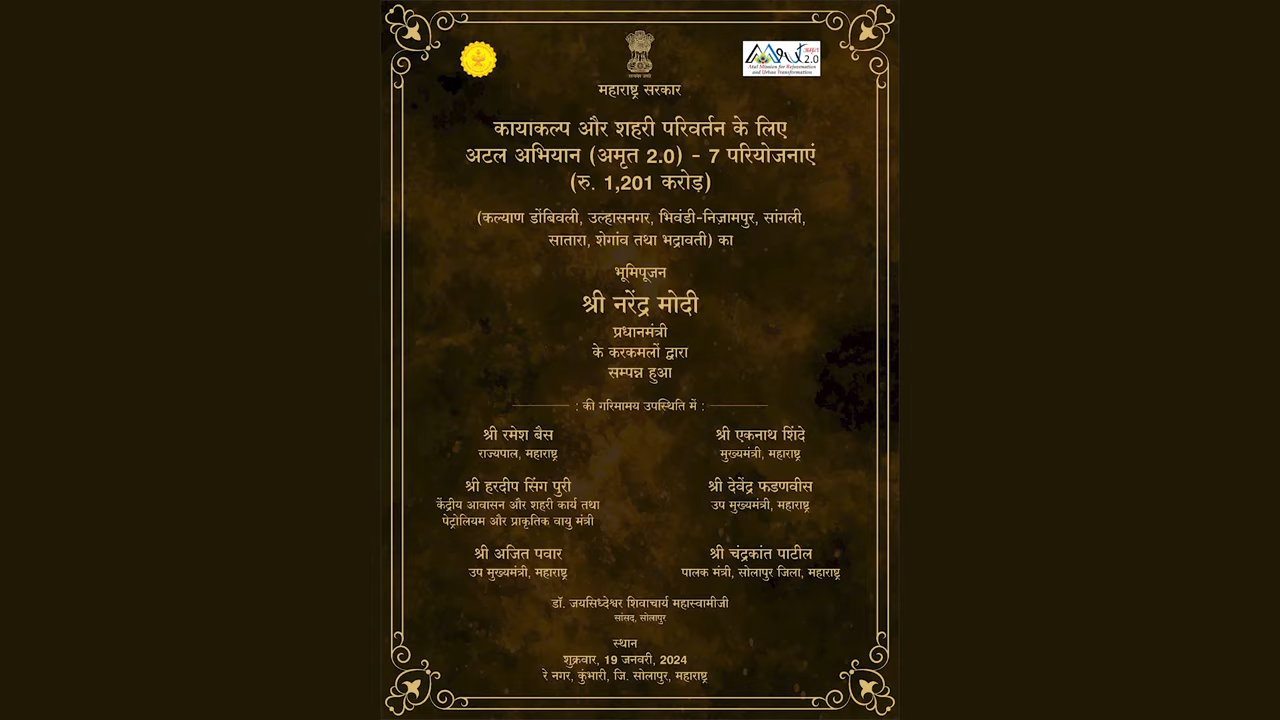 अमृत 2.0
Atal Mission for Rejuvenation
and Urban Transformation
सत्यमेव जयते
महाराष्ट्र सरकार
कायाकल्प और शहरी परिवर्तन के लिए
अटल अभियान (अमृत 2.0) - 7 परियोजनाएं
(रु. 1,201 करोड़)
(कल्याण डोंबिवली, उल्हासनगर, भिवंडी-निज़ामपुर, सांगली,
सातारा, शेगांव तथा भद्रावती) का
भूमिपूजन
श्री नरेंद्र मोदी
प्रधानमंत्री
के करकमलों द्वारा
सम्पन्न हुआ
: की गरिमामय उपस्थिति में :
श्री रमेश बैस
राज्यपाल, महाराष्ट्र
श्री एकनाथ शिंदे
मुख्यमंत्री, महाराष्ट्र
श्री हरदीप सिंग पुरी
केंद्रीय आवासन और शहरी कार्य तथा
पेट्रोलियम और प्राकृतिक वायु मंत्री
श्री देवेंद्र फडणवीस
उप मुख्यमंत्री, महाराष्ट्र
श्री अजित पवार
उप मुख्यमंत्री, महाराष्ट्र
श्री चंद्रकांत पाटील
पालक मंत्री, सोलापुर जिला, महाराष्ट्र
डॉ. जयसिध्देश्वर शिवाचार्य महास्वामीजी
सांसद, सोलापुर
स्थान
शुक्रवार, 19 जनवरी, 2024
रे नगर, कुंभारी, जि. सोलापुर, महाराष्ट्र